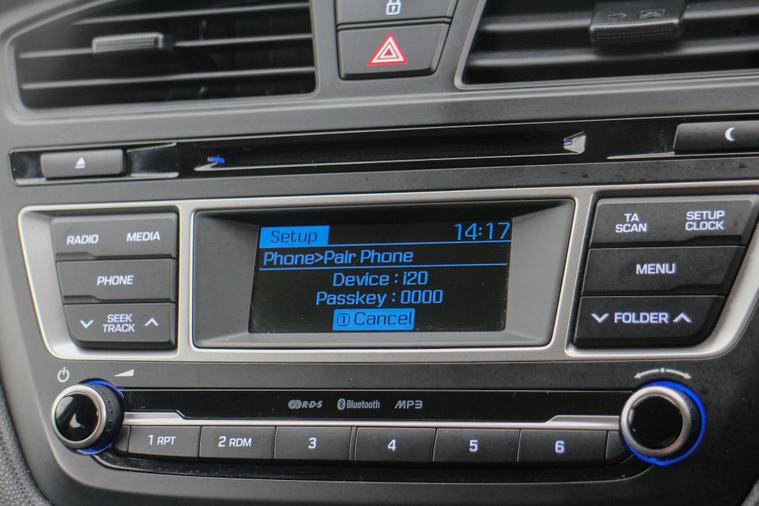 Setup 14:17
Phone>Pair Phone
Device : i20
Passkey : 0000
1 Cancel
RADIO MEDIA
PHONE
SEEK
TRACK
TA
SCAN
SETUP
CLOCK
MENU
FOLDER
R·D·S Bluetooth MP3
1 RPT 2 RDM 3 4 5 6